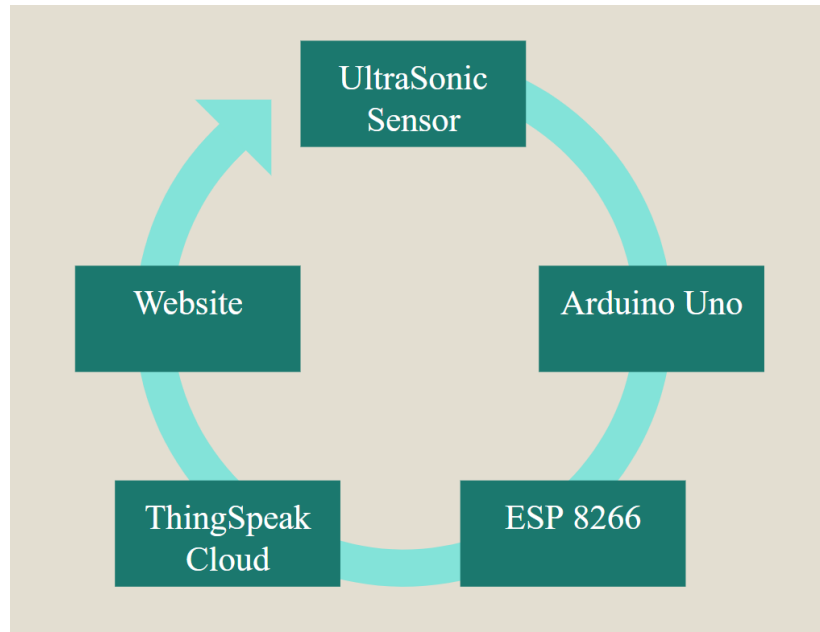 UltraSonic
Sensor
Arduino Uno
ESP 8266
ThingSpeak
Cloud
Website